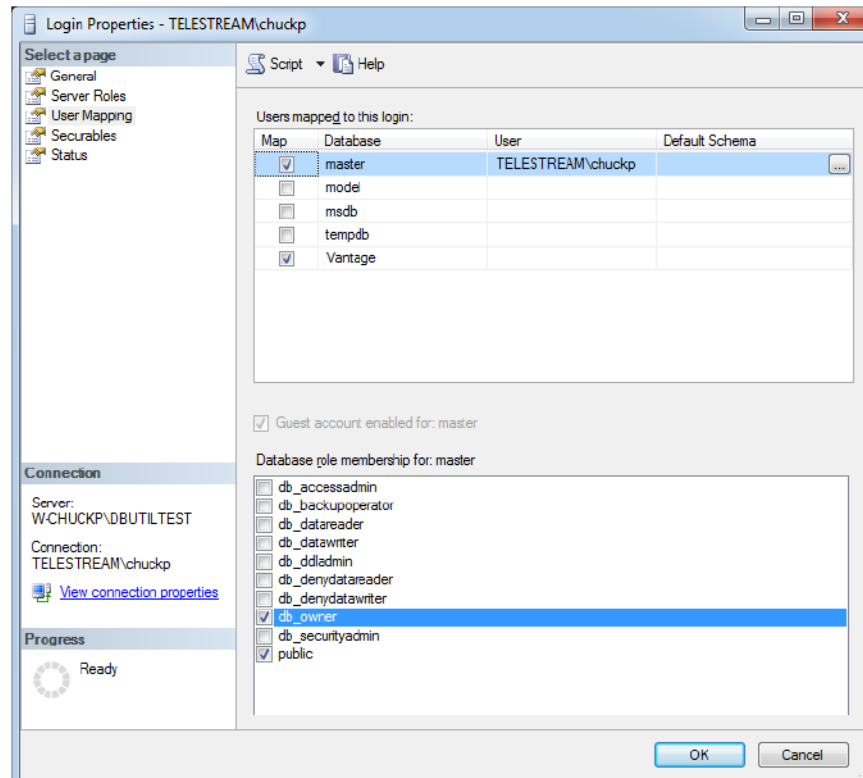 Login Properties - TELESTREAM\chuckp
Select a page
General
Server Roles
User Mapping
Securables
Status
Script Help
Users mapped to this login:
Map Database User Default Schema
master TELESTREAM\chuckp ...
model
msdb
tempdb
Vantage
Guest account enabled for: master
Database role membership for: master
db_accessadmin
db_backupoperator
db_datareader
db_datawriter
db_ddladmin
db_denydatareader
db_denydatawriter
db_owner
db_securityadmin
public
Connection
Server:
W-CHUCKP\DBUTILTEST
Connection:
TELESTREAM\chuckp
View connection properties
Progress
Ready
OK Cancel